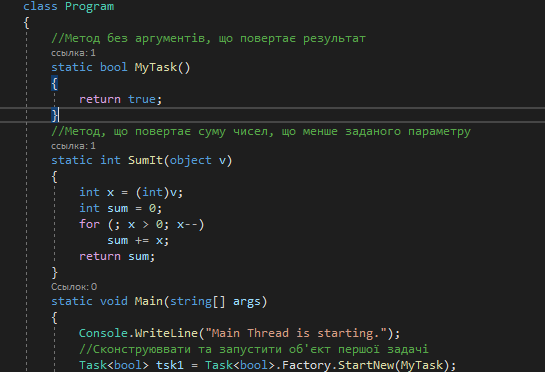 class Program
{
//Метод без аргументів, що повертає результат
ссылка: 1
static bool MyTask()
{
return true;
}
//Метод, що повертає суму чисел, що менше заданого параметру
ссылка: 1
static int SumIt(object v)
{
int x = (int)v;
int sum = 0;
for (; x > 0; x--)
sum += x;
return sum;
}
Ссылок: 0
static void Main(string[] args)
{
Console.WriteLine("Main Thread is starting.");
//Сконструюввати та запустити об'єкт першої задачі
Task<bool> tsk1 = Task<bool>.Factory.StartNew(MyTask);